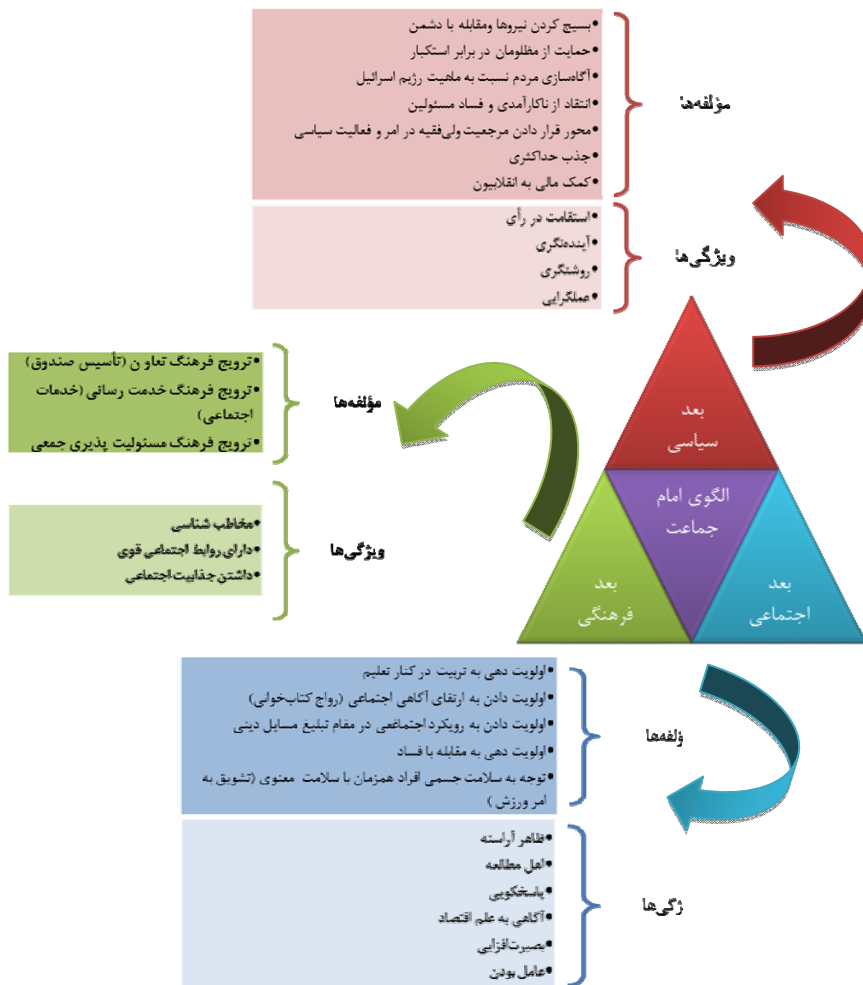 •بسیج کردن نیروها ومقابله با دشمن
•حمایت از مظلومان در برابر استکبار
•آگاه‌سازی مردم نسبت به ماهیت رژیم اسرائیل
•انتقاد از ناکارآمدی و فساد مسئولین
•محور قرار دادن مرجعیت ولی‌فقیه در امر و فعالیت سیاسی
•جذب حداکثری
•کمک مالی به انقلابیون
مؤلفه‌ها
•استقامت در رأی
•آینده‌نگری
•روشنگری
•عملگرایی
ویژگی‌ها
بعد
سیاسی
الگوی امام
جماعت
بعد
اجتماعی
بعد
فرهنگی
•ترویج فرهنگ تعاو ن (تأسیس صندوق)
•ترویج فرهنگ خدمت رسانی (خدمات
اجتماعی)
•ترویج فرهنگ مسئولیت پذیری جمعی
مؤلفه‌ها
•مخاطب شناسی
•دارای روابط اجتماعی قوی
•داشتن جذابیت اجتماعی
ویژگی‌ها
•اولویت دهی به تربیت در کنار تعلیم
•اولویت دادن به ارتقای آگاهی اجتماعی (رواج کتاب‌خوانی)
•اولویت دادن به رویکرد اجتماعی در مقام تبلیغ مسایل دینی
•اولویت دهی به مقابله با فساد
•توجه به سلامت جسمی افراد همزمان با سلامت معنوی (تشویق به
امر ورزش )
ؤلفه‌ها
•ظاهر آراسته
•اهل مطالعه
•پاسخگویی
•آگاهی به علم اقتصاد
•بصیرت‌افزایی
•عامل بودن
ژگی‌ها